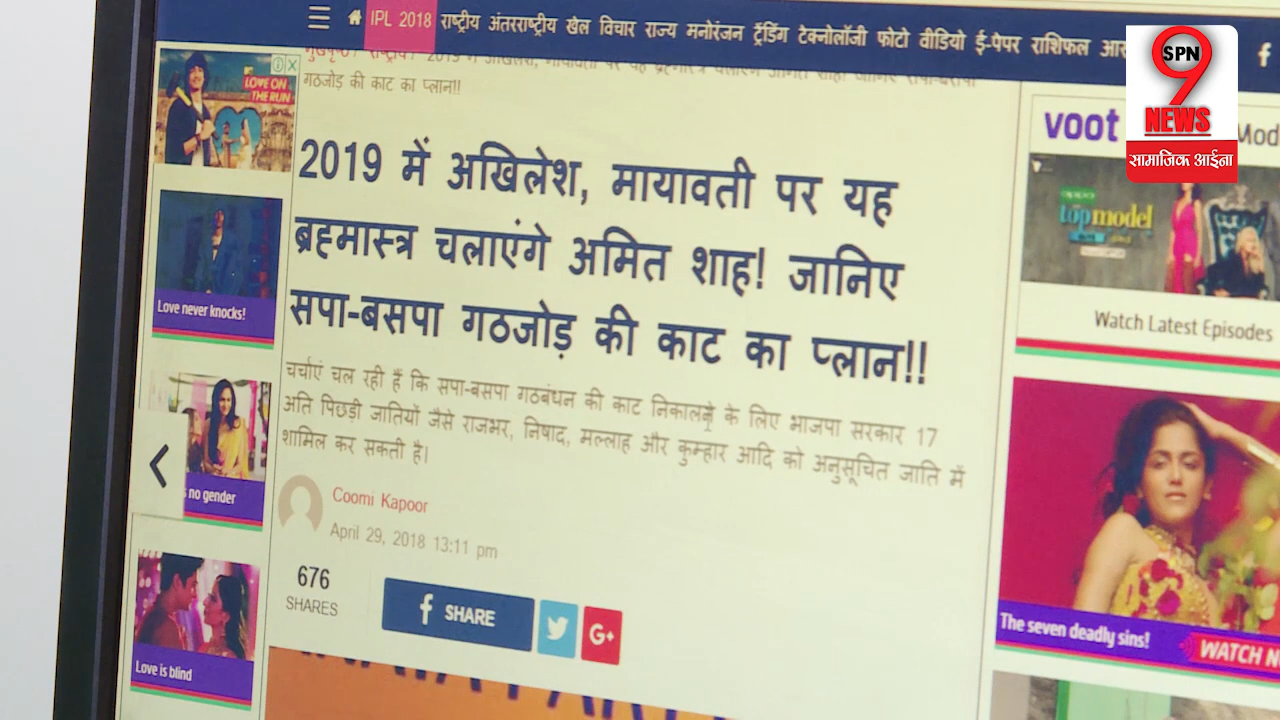 IPL 2018 राष्ट्रीय अंतरराष्ट्रीय खेल विचार राज्य मनोरंजन ट्रेंडिंग टेक्नोलॉजी फोटो वीडियो ई-पेपर राशिफल
f
SPN
9
NEWS
सामाजिक आईना
गठजोड़ की काट का प्लान!!
2019 में अखिलेश, मायावती पर यह
ब्रह्मास्त्र चलाएंगे अमित शाह! जानिए
सपा-बसपा गठजोड़ की काट का प्लान!!
चर्चाएं चल रही हैं कि सपा-बसपा गठबंधन की काट निकालने के लिए भाजपा सरकार 17
अति पिछड़ी जातियों जैसे राजभर, निषाद, मल्लाह और कुम्हार आदि को अनुसूचित जाति में
शामिल कर सकती है।
Coomi Kapoor
April 29, 2018 13:11 pm
676
SHARES
f SHARE
G+
LOVE ON
THE RUN
Love never knocks!
no gender
Love is blind
voot
oppo
top model
Watch Latest Episodes
The seven deadly sins!
WATCH